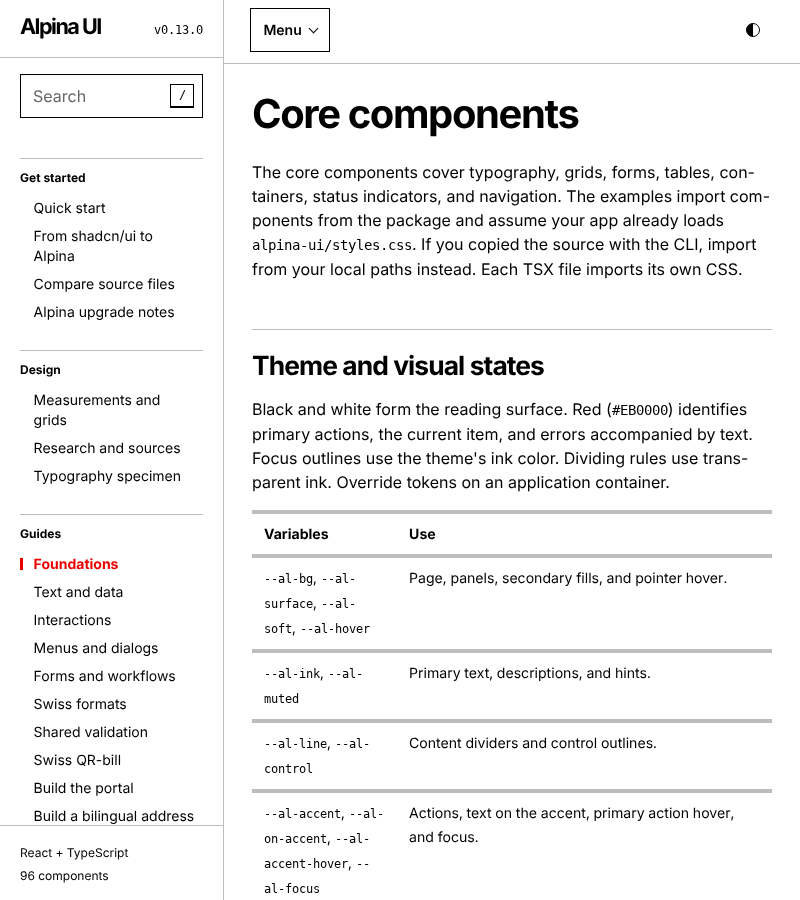 Alpina UI
v0.13.0
Menu
Search
/
Get started
Quick start
From shadcn/ui to
Alpina
Compare source files
Alpina upgrade notes
Design
Measurements and
grids
Research and sources
Typography specimen
Guides
Foundations
Text and data
Interactions
Menus and dialogs
Forms and workflows
Swiss formats
Shared validation
Swiss QR-bill
Build the portal
Build a bilingual address
React + TypeScript
96 components
Core components
The core components cover typography, grids, forms, tables, con-
tainers, status indicators, and navigation. The examples import com-
ponents from the package and assume your app already loads
alpina-ui/styles.css. If you copied the source with the CLI, import
from your local paths instead. Each TSX file imports its own CSS.
Theme and visual states
Black and white form the reading surface. Red (#EB0000) identifies
primary actions, the current item, and errors accompanied by text.
Focus outlines use the theme's ink color. Dividing rules use trans-
parent ink. Override tokens on an application container.
Variables
Use
--al-bg, --al-
surface, --al-
soft, --al-hover
Page, panels, secondary fills, and pointer hover.
--al-ink, --al-
muted
Primary text, descriptions, and hints.
--al-line, --al-
control
Content dividers and control outlines.
--al-accent, --al-
on-accent, --al-
accent-hover, --
al-focus
Actions, text on the accent, primary action hover,
and focus.